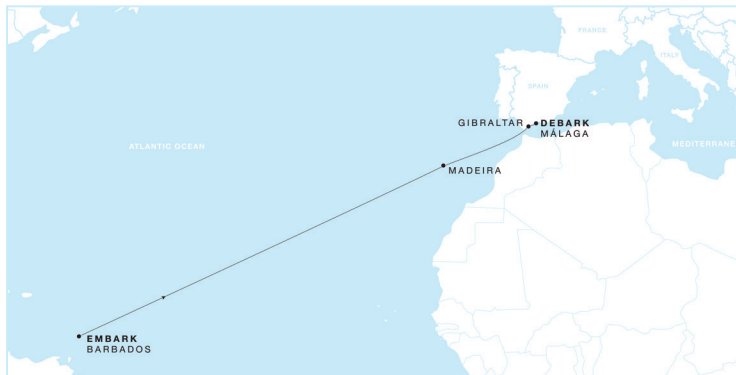 FRANCE
ITALY
SPAIN
GIBRALTAR
DEBARK
MÁLAGA
ATLANTIC OCEAN
MEDITERRANE
MADEIRA
EMBARK
BARBADOS